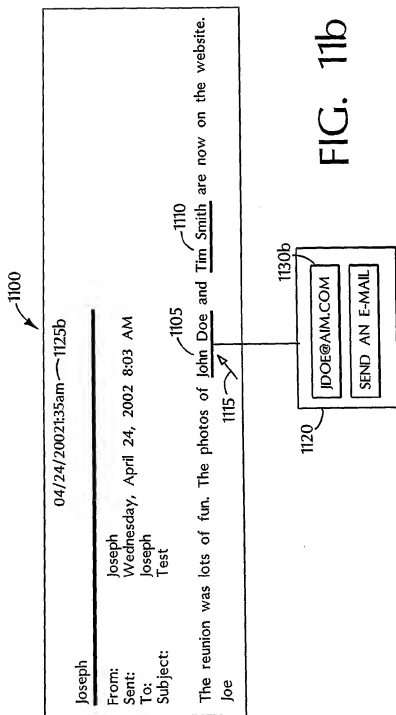 1100
04/24/20021:35am 1125b
Joseph
From: Joseph
Sent: Wednesday, April 24, 2002 8:03 AM
To: Joseph
Subject: Test
1105 1110
The reunion was lots of fun. The photos of John Doe and Tim Smith are now on the website.
Joe
1115
1120
1130b
JDOE@AIM.COM
SEND AN E-MAIL
FIG. 11b